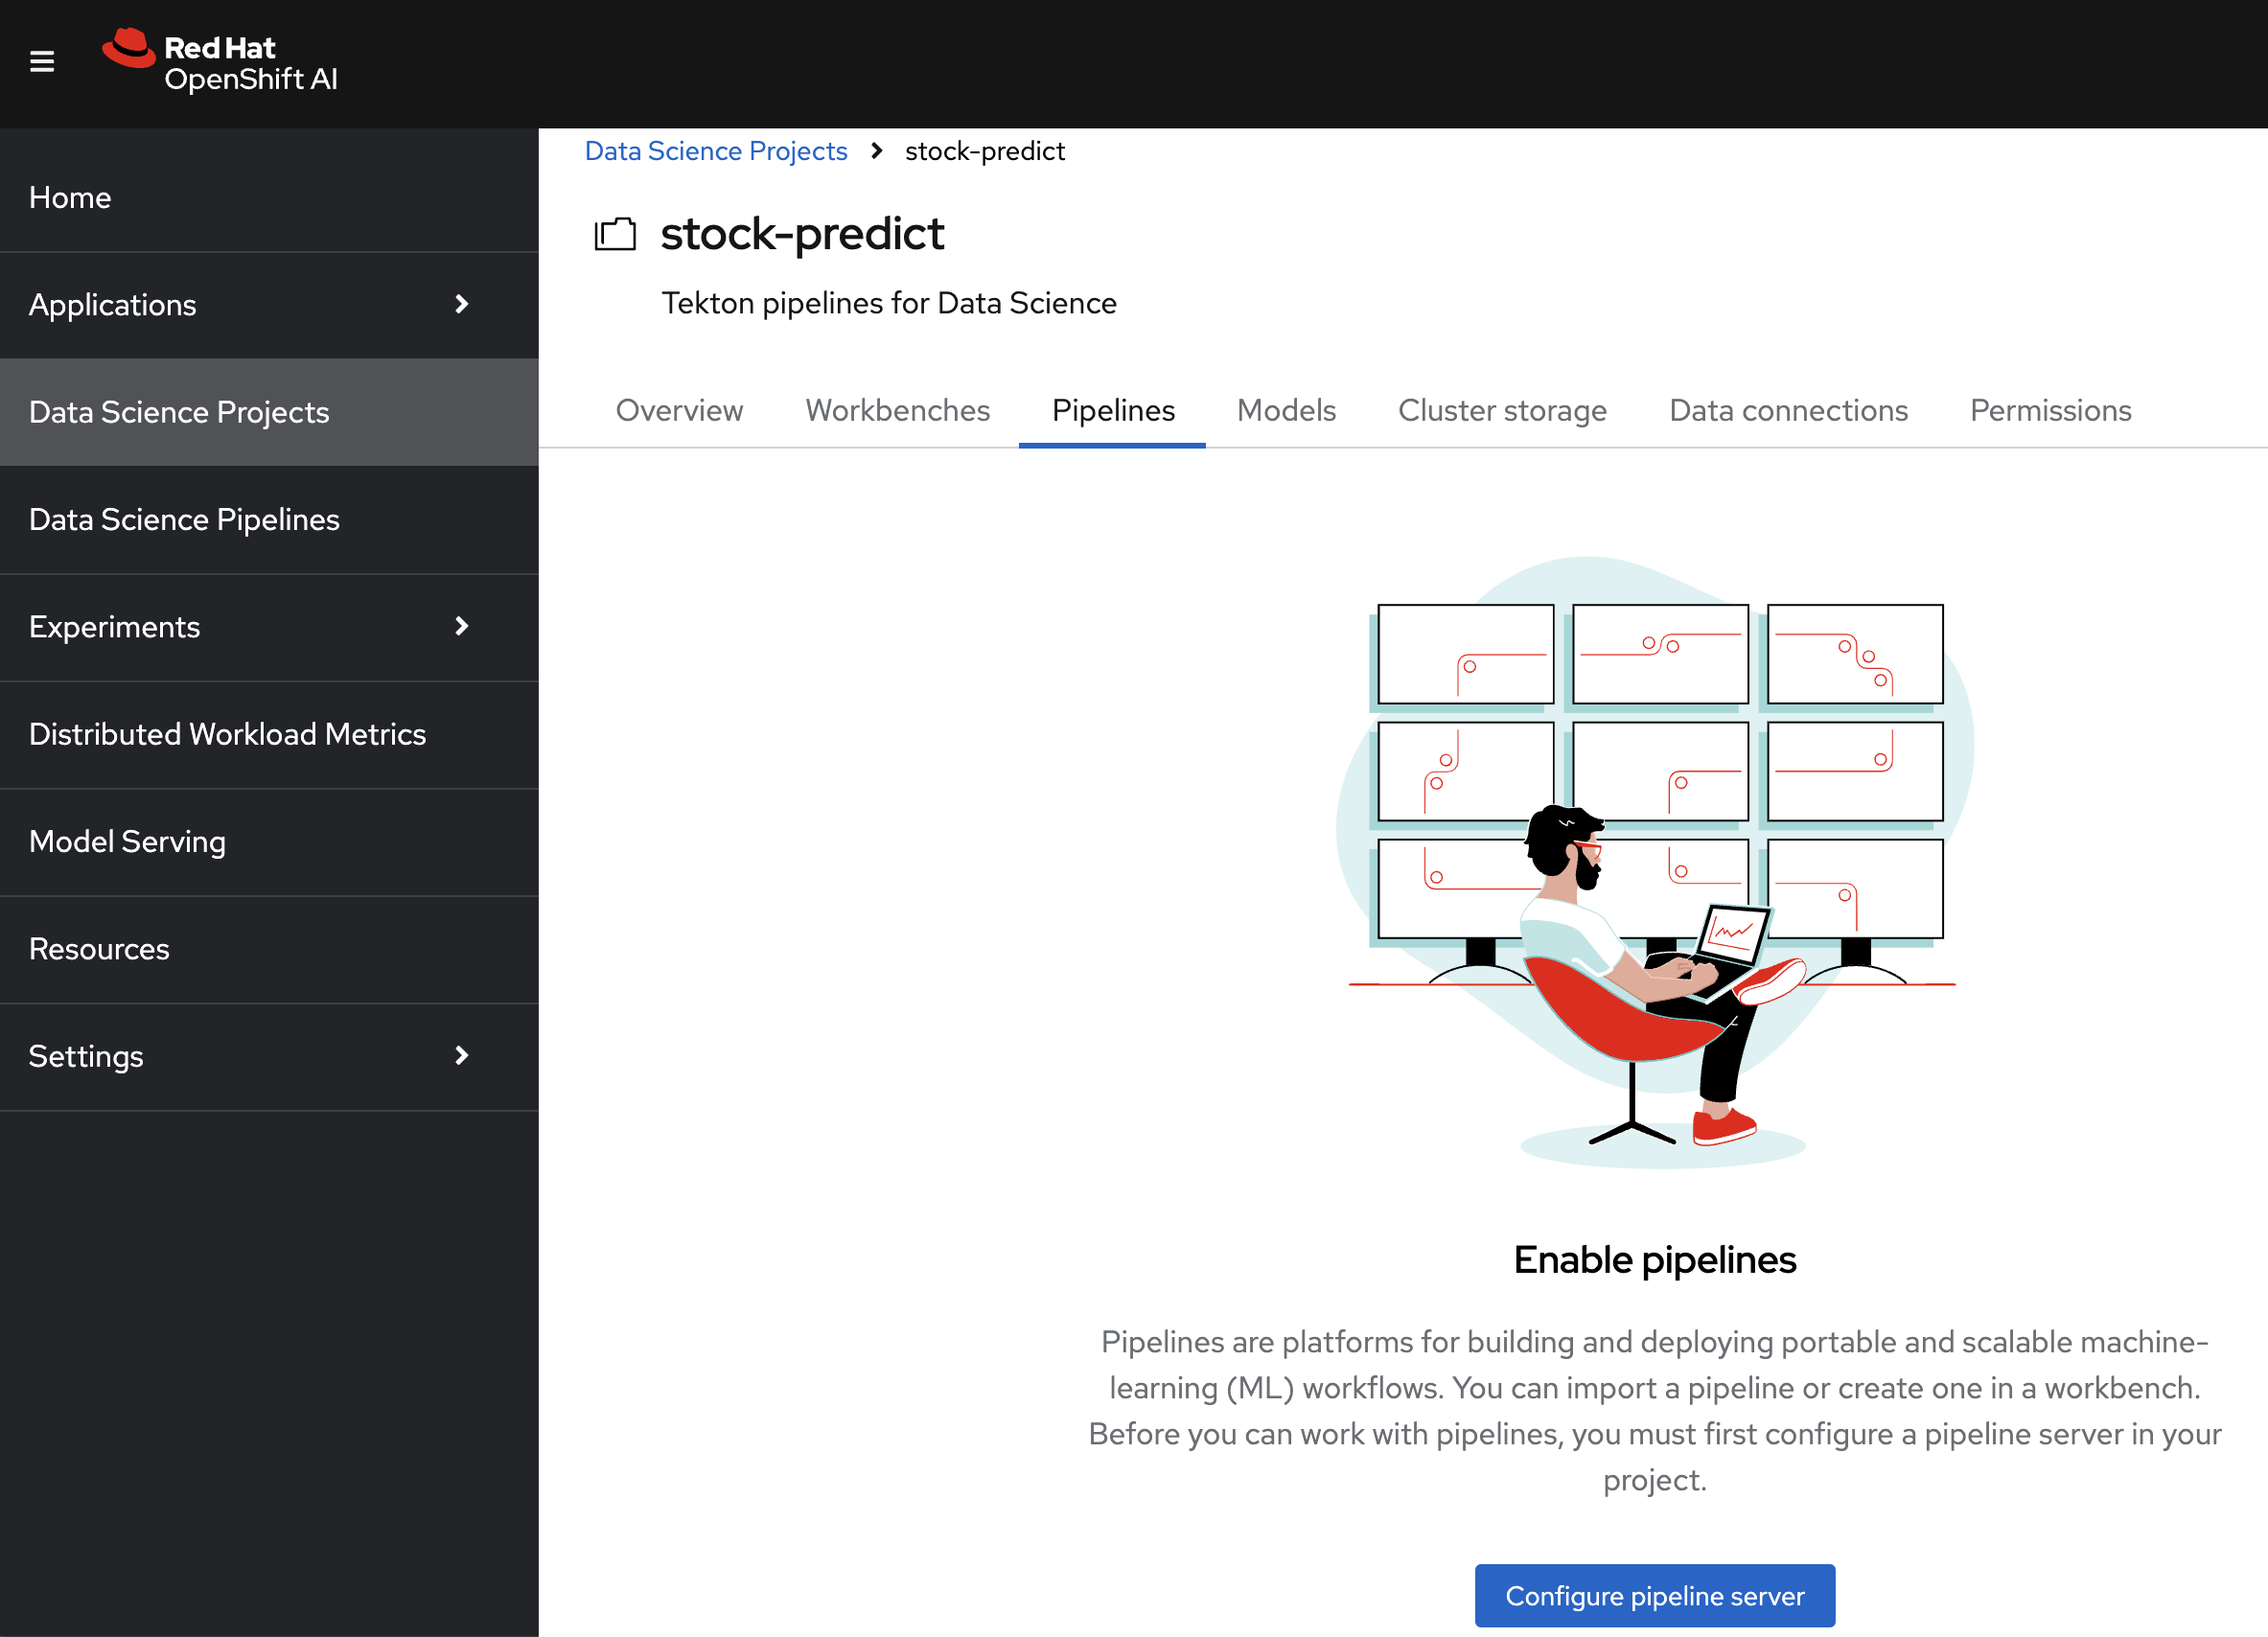 Red Hat
OpenShift AI
Home
Applications
Data Science Projects
Data Science Pipelines
Experiments
Distributed Workload Metrics
Model Serving
Resources
Settings
Data Science Projects > stock-predict
stock-predict
Tekton pipelines for Data Science
Overview Workbenches Pipelines Models Cluster storage Data connections Permissions
Enable pipelines
Pipelines are platforms for building and deploying portable and scalable machine-
learning (ML) workflows. You can import a pipeline or create one in a workbench.
Before you can work with pipelines, you must first configure a pipeline server in your
project.
Configure pipeline server